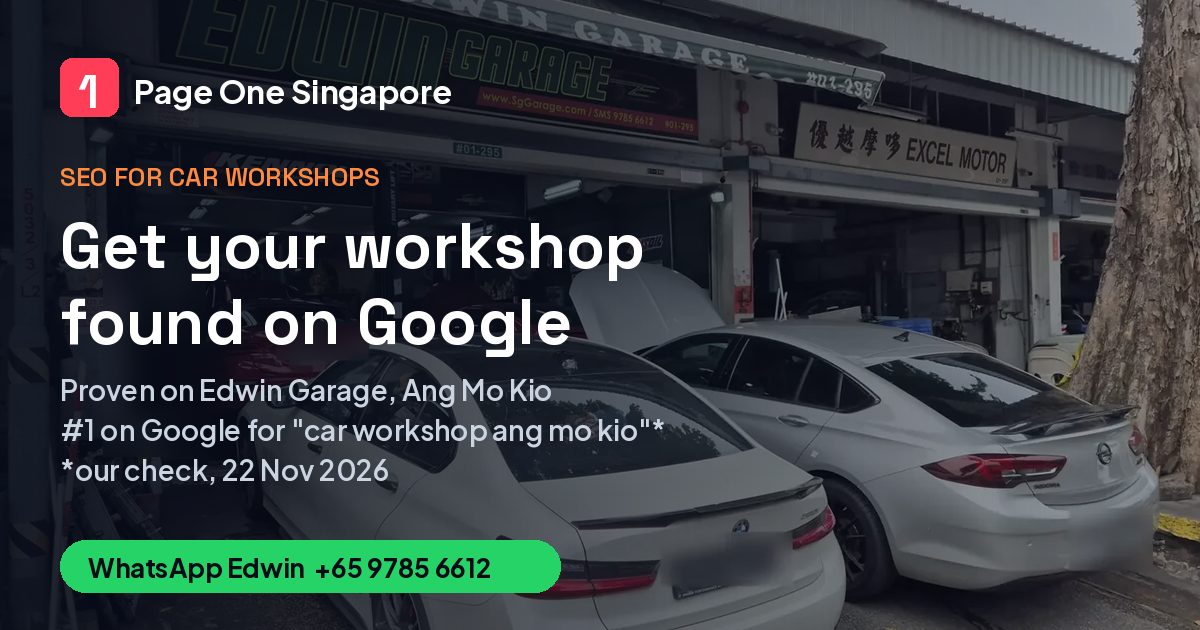 EDWIN GARAGE
EDWIN GARAGE #01-295
www.SgGarage.com / SMS 9785 6612 #01-295
#01-295
優越摩哆 EXCEL MOTOR
1 Page One Singapore
SEO FOR CAR WORKSHOPS
Get your workshop
found on Google
Proven on Edwin Garage, Ang Mo Kio
#1 on Google for "car workshop ang mo kio"*
*our check, 22 Nov 2026
WhatsApp Edwin +65 9785 6612